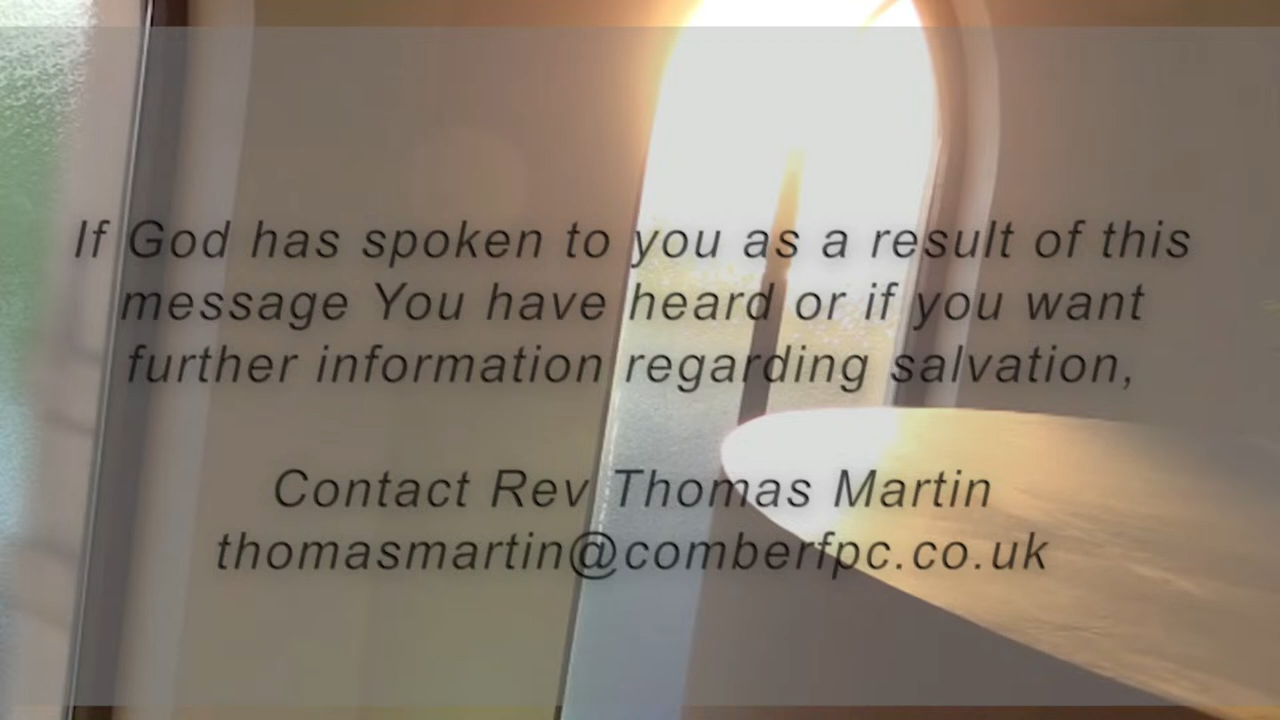 If God has spoken to you as a result of this
message You have heard or if you want
further information regarding salvation,
Contact Rev Thomas Martin
thomasmartin@comberfpc.co.uk